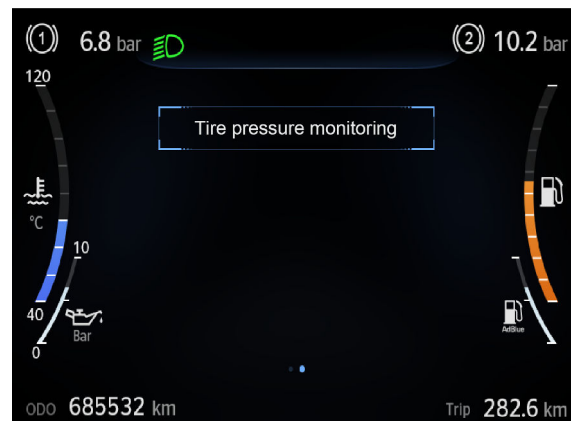 (1) 6.8 bar
(2) 10.2 bar
120
Tire pressure monitoring
°C
10
40
Bar
0
AdBlue
ODO 685532 km
Trip 282.6 km